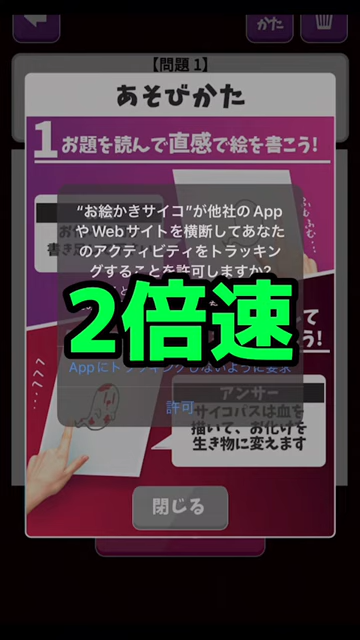 かた
【問題1】
あそびかた
1お題を読んで直感で絵を書こう!
ふむふむ…
“お絵かきサイコ”が他社のApp
やWebサイトを横断してあなた
のアクティビティをトラッキン
グすることを許可しますか?
2倍速
Appにトラッキングしないように要求
許可
・・・?
アンサー
サイコパスは血を
描いて、お化けを
生き物に変えます
閉じる